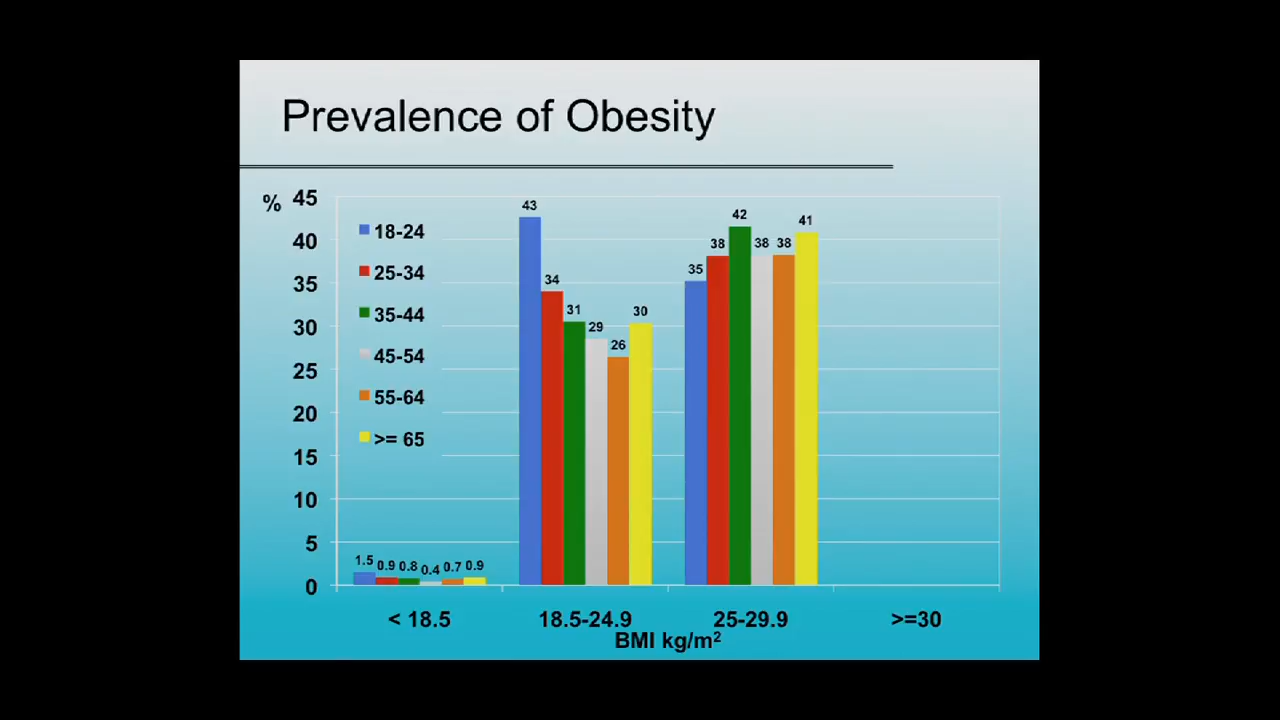 Prevalence of Obesity
%
45
40
35
30
25
20
15
10
5
0
18-24
25-34
35-44
45-54
55-64
>= 65
1.5 0.9 0.8 0.4 0.7 0.9
43 34 31 29 26 30
35 38 42 38 38 41
< 18.5 18.5-24.9 25-29.9 >=30
BMI kg/m²